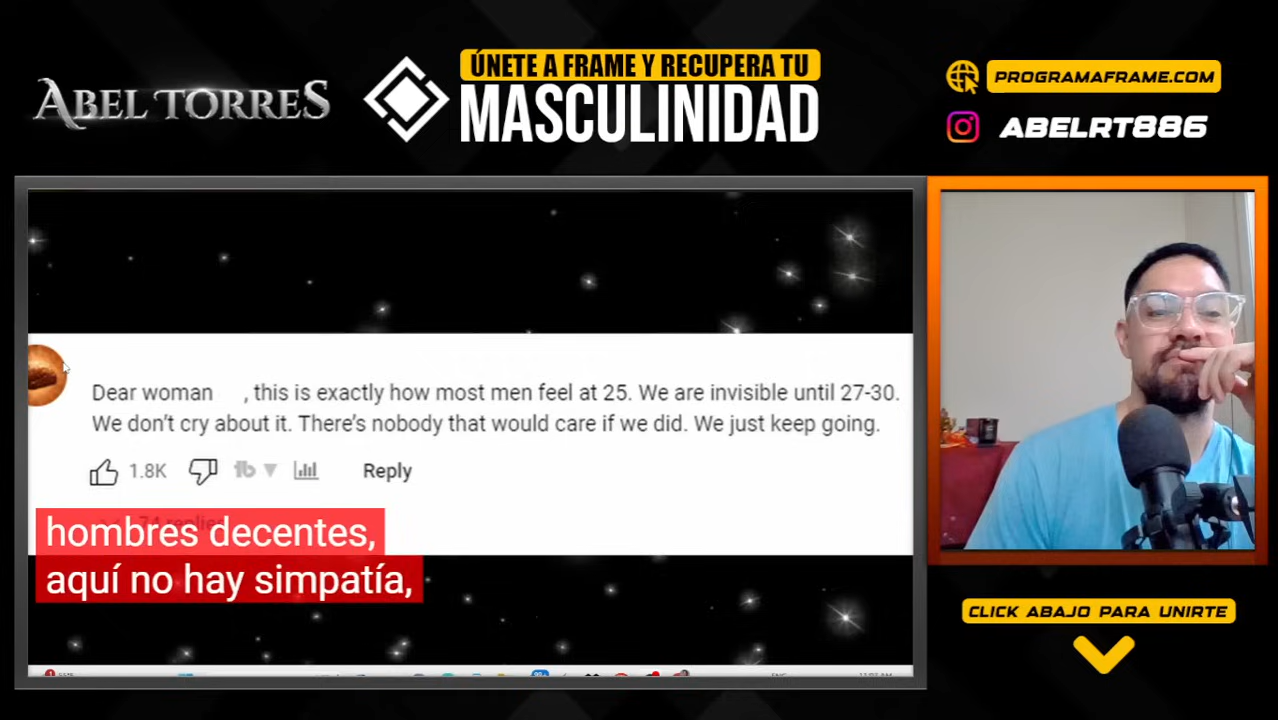 ABEL TORRES
ÚNETE A FRAME Y RECUPERA TU
MASCULINIDAD
PROGRAMAFRAME.COM
ABELRT886
Dear woman , this is exactly how most men feel at 25. We are invisible until 27-30.
We don't cry about it. There's nobody that would care if we did. We just keep going.
1.8K tb Reply
74 replies
hombres decentes,
aquí no hay simpatía,
CLICK ABAJO PARA UNIRTE